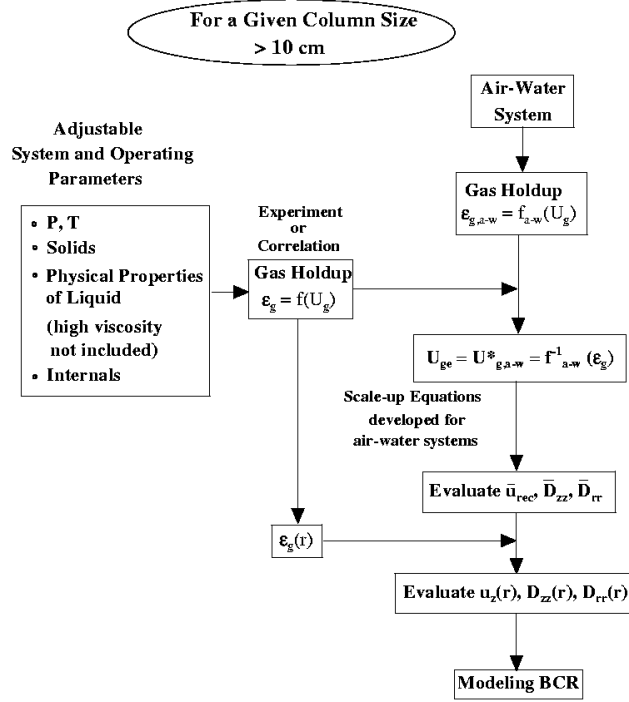 For a Given Column Size
> 10 cm
Air-Water
System
Adjustable
System and Operating
Parameters
Gas Holdup
εg,a-w = fa-w(Ug)
• P, T
• Solids
• Physical Properties
of Liquid
(high viscosity
not included)
• Internals
Experiment
or
Correlation
Gas Holdup
εg = f(Ug)
Uge = U*g,a-w = f⁻¹a-w (εg)
Scale-up Equations
developed for
air-water systems
Evaluate ūrec, D̄zz, D̄rr
εg(r)
Evaluate uz(r), Dzz(r), Drr(r)
Modeling BCR